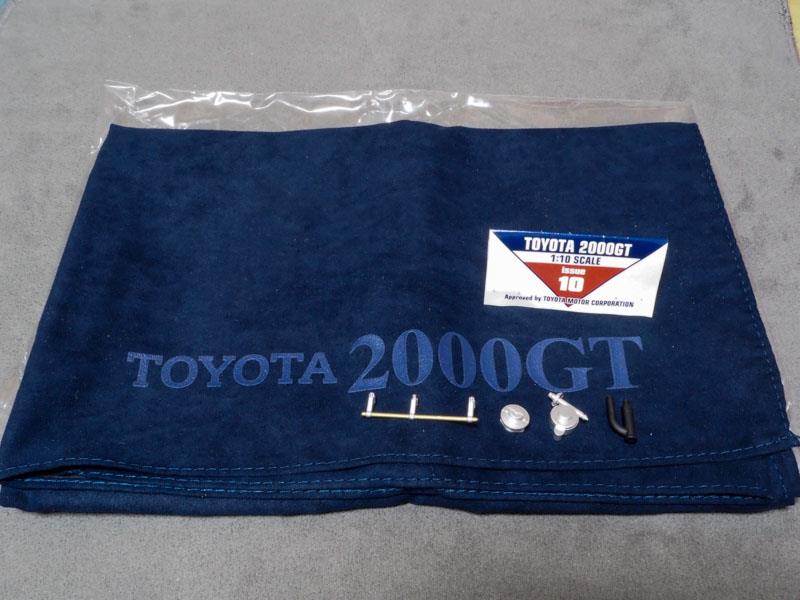 TOYOTA 2000GT
1:10 SCALE
issue
10
Approved by TOYOTA MOTOR CORPORATION
TOYOTA 2000GT